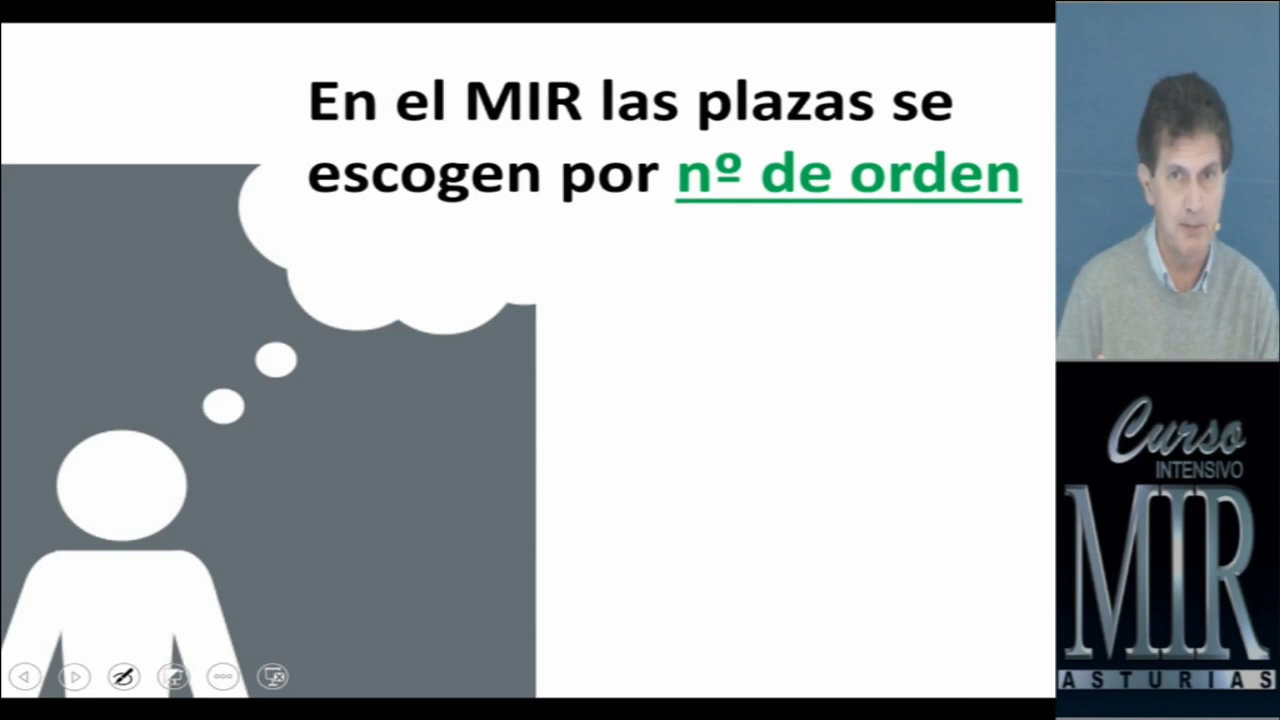 En el MIR las plazas se
escogen por nº de orden
Curso
INTENSIVO
MIR
ASTURIAS